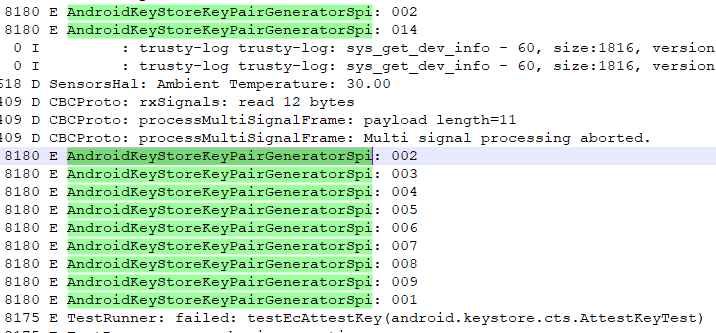 8180 E AndroidKeyStoreKeyPairGeneratorSpi: 002
8180 E AndroidKeyStoreKeyPairGeneratorSpi: 014
0 I : trusty-log trusty-log: sys_get_dev_info - 60, size:1816, version
0 I : trusty-log trusty-log: sys_get_dev_info - 60, size:1816, version
518 D SensorsHal: Ambient Temperature: 30.00
409 D CBCProto: rxSignals: read 12 bytes
409 D CBCProto: processMultiSignalFrame: payload length=11
409 D CBCProto: processMultiSignalFrame: Multi signal processing aborted.
8180 E AndroidKeyStoreKeyPairGeneratorSpi: 002
8180 E AndroidKeyStoreKeyPairGeneratorSpi: 003
8180 E AndroidKeyStoreKeyPairGeneratorSpi: 004
8180 E AndroidKeyStoreKeyPairGeneratorSpi: 005
8180 E AndroidKeyStoreKeyPairGeneratorSpi: 006
8180 E AndroidKeyStoreKeyPairGeneratorSpi: 007
8180 E AndroidKeyStoreKeyPairGeneratorSpi: 008
8180 E AndroidKeyStoreKeyPairGeneratorSpi: 009
8180 E AndroidKeyStoreKeyPairGeneratorSpi: 001
8175 E TestRunner: failed: testEcAttestKey(android.keystore.cts.AttestKeyTest)